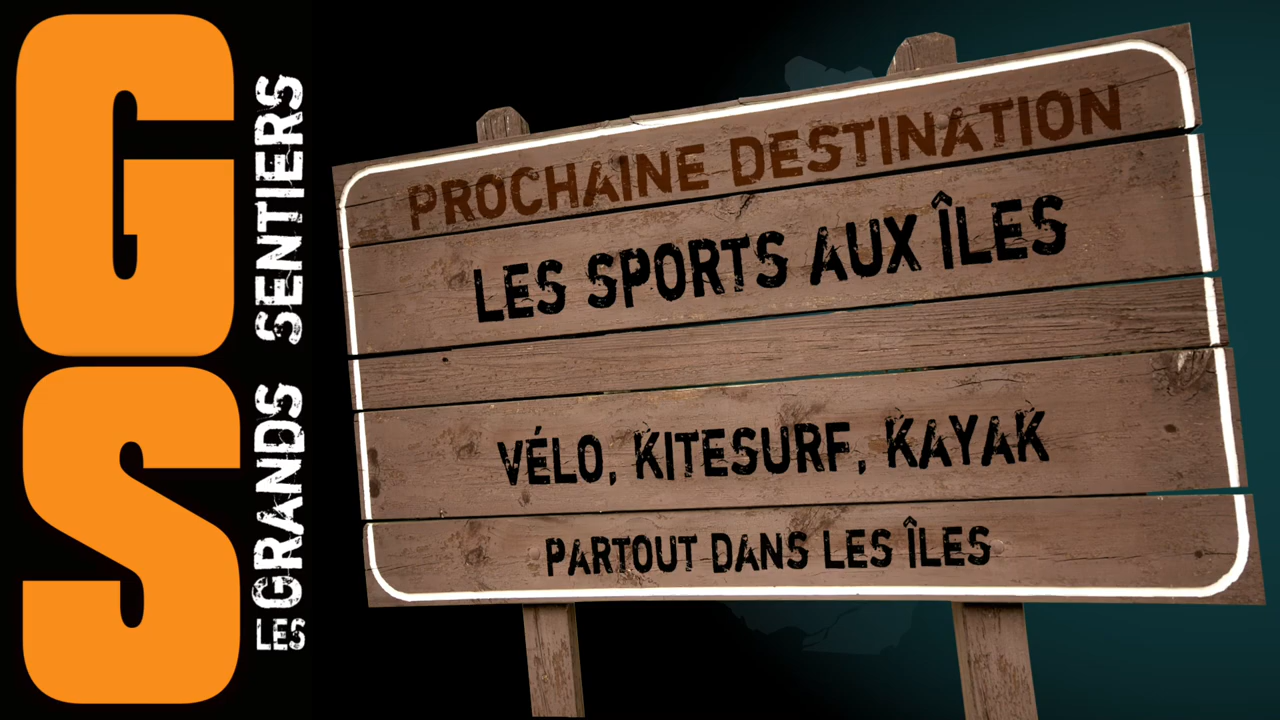 GS
LES GRANDS SENTIERS
PROCHAINE DESTINATION
LES SPORTS AUX ÎLES
VÉLO, KITESURF, KAYAK
PARTOUT DANS LES ÎLES